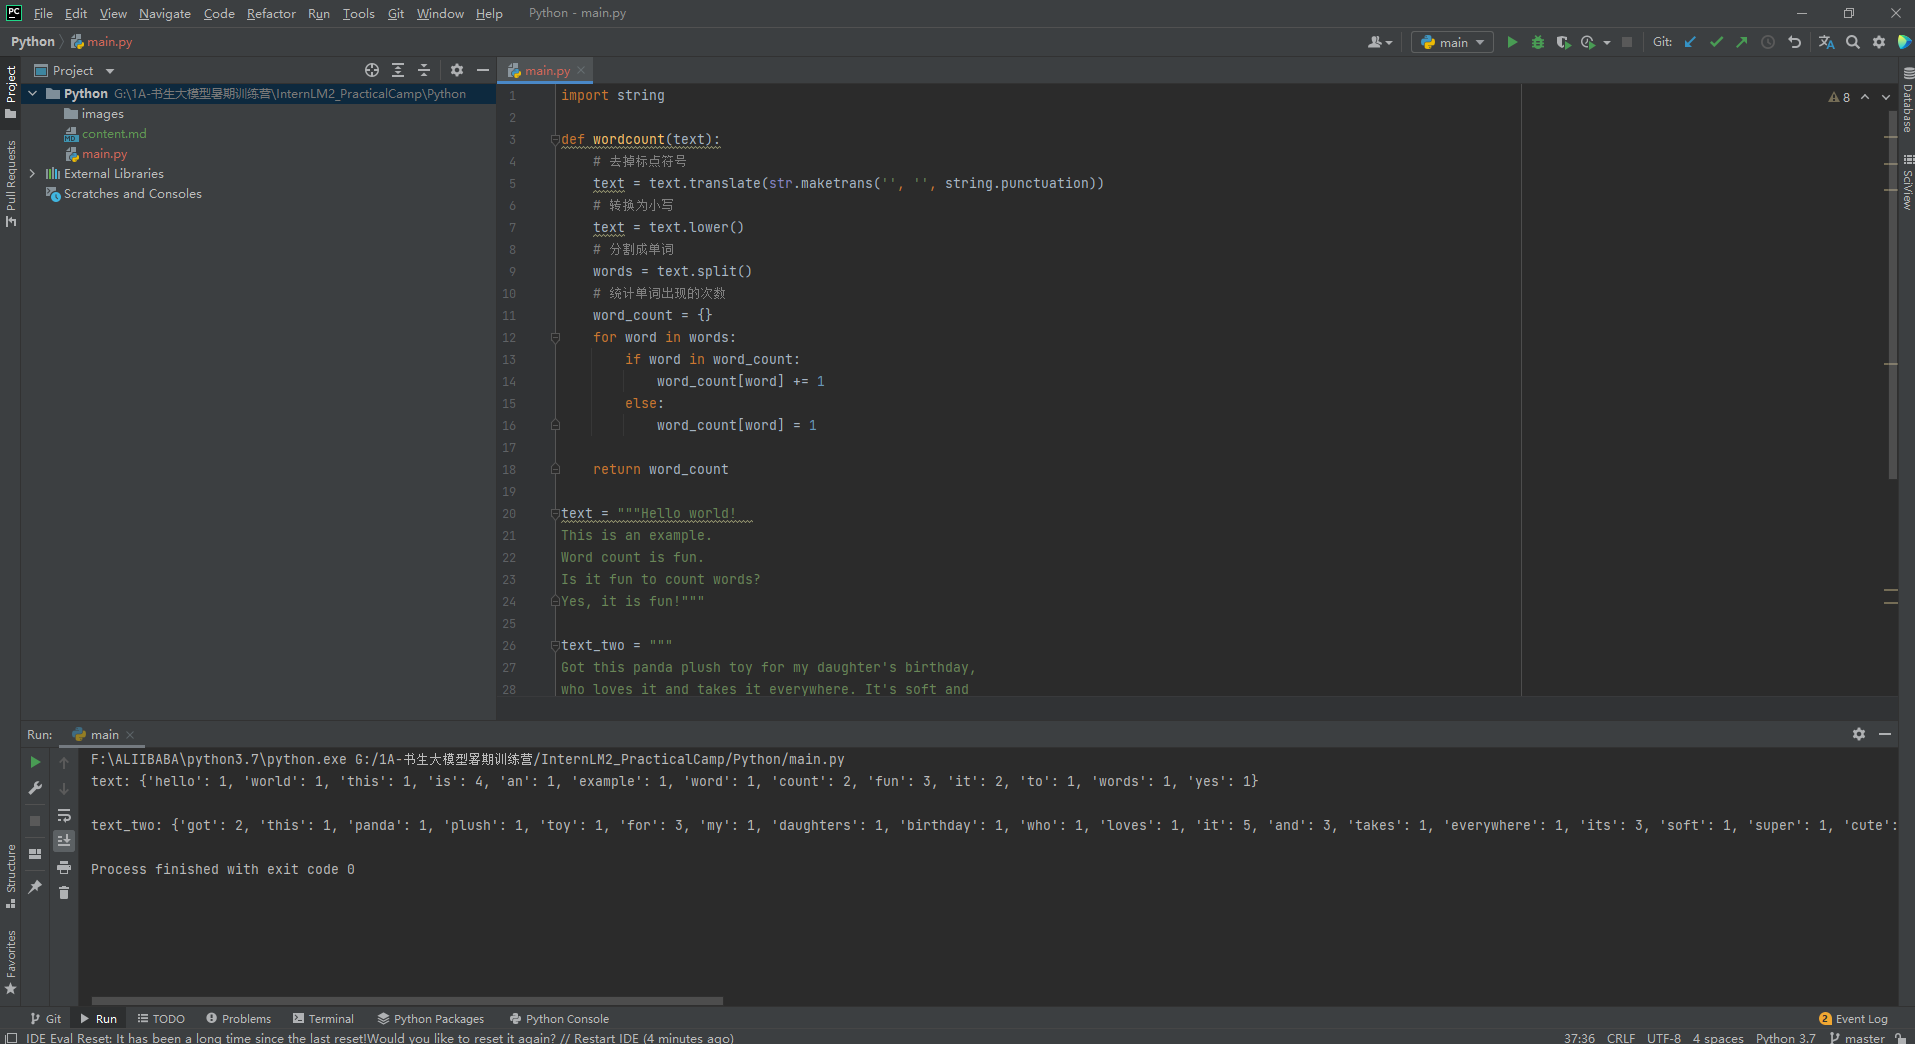 PC File Edit View Navigate Code Refactor Run Tools Git Window Help Python - main.py
Python main.py main Git:
Project
main.py
Project
Python G:\1A-书生大模型暑期训练营\InternLM2_PracticalCamp\Python
images
content.md
main.py
External Libraries
Scratches and Consoles
Pull Requests
Structure
Favorites
8
Database
SciView
1 import string
2
3 def wordcount(text):
4 # 去掉标点符号
5 text = text.translate(str.maketrans('', '', string.punctuation))
6 # 转换为小写
7 text = text.lower()
8 # 分割成单词
9 words = text.split()
10 # 统计单词出现的次数
11 word_count = {}
12 for word in words:
13 if word in word_count:
14 word_count[word] += 1
15 else:
16 word_count[word] = 1
17
18 return word_count
19
20 text = """Hello world!
21 This is an example.
22 Word count is fun.
23 Is it fun to count words?
24 Yes, it is fun!"""
25
26 text_two = """
27 Got this panda plush toy for my daughter's birthday,
28 who loves it and takes it everywhere. It's soft and
Run: main
F:\ALIIBABA\python3.7\python.exe G:/1A-书生大模型暑期训练营/InternLM2_PracticalCamp/Python/main.py
text: {'hello': 1, 'world': 1, 'this': 1, 'is': 4, 'an': 1, 'example': 1, 'word': 1, 'count': 2, 'fun': 3, 'it': 2, 'to': 1, 'words': 1, 'yes': 1}
text_two: {'got': 2, 'this': 1, 'panda': 1, 'plush': 1, 'toy': 1, 'for': 3, 'my': 1, 'daughters': 1, 'birthday': 1, 'who': 1, 'loves': 1, 'it': 5, 'and': 3, 'takes': 1, 'everywhere': 1, 'its': 3, 'soft': 1, 'super': 1, 'cute':
Process finished with exit code 0
Git Run TODO Problems Terminal Python Packages Python Console 2 Event Log
IDE Eval Reset: It has been a long time since the last reset!Would you like to reset it again? // Restart IDE (4 minutes ago) 37:36 CRLF UTF-8 4 spaces Python 3.7 master